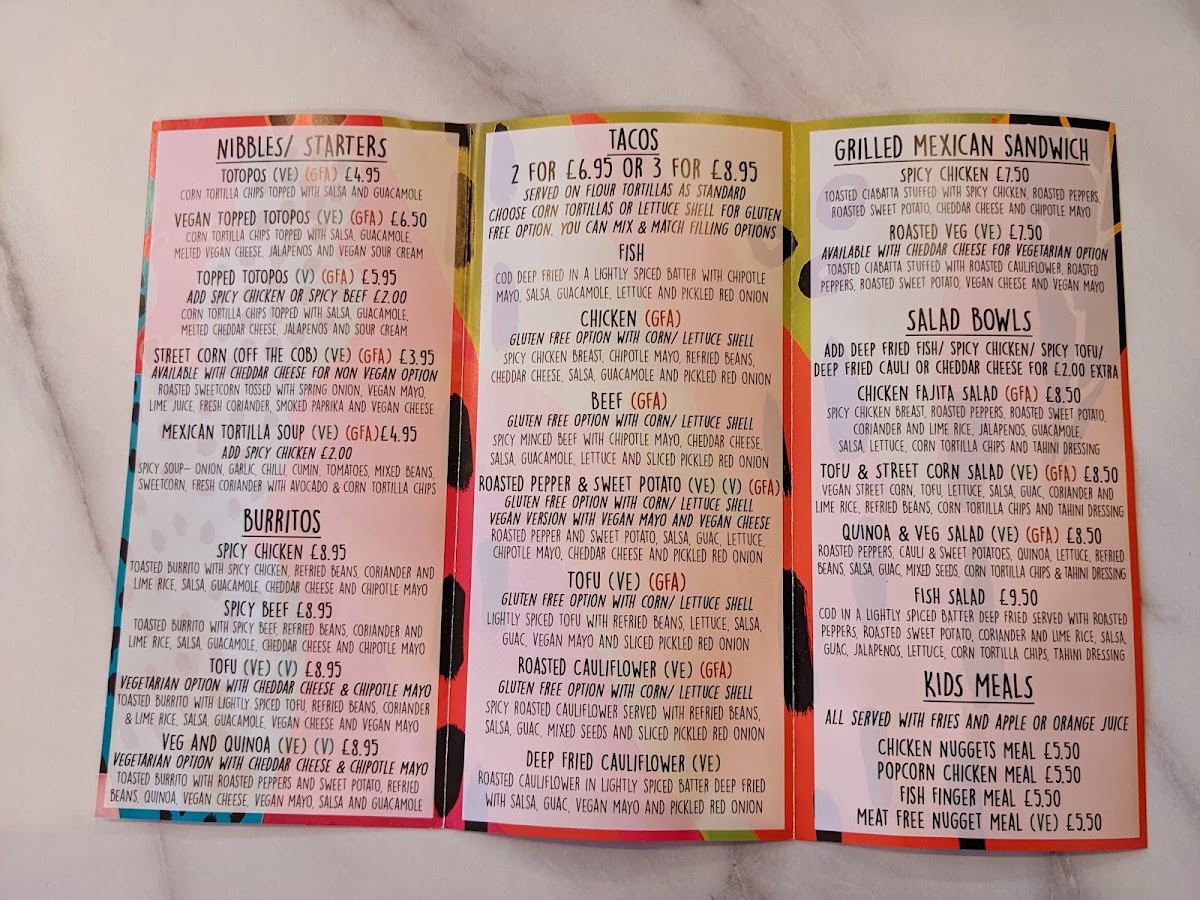 NIBBLES/ STARTERS
TOTOPOS (VE) (GFA) £4.95
CORN TORTILLA CHIPS TOPPED WITH SALSA AND GUACAMOLE
VEGAN TOPPED TOTOPOS (VE) (GFA) £6.50
CORN TORTILLA CHIPS TOPPED WITH SALSA, GUACAMOLE,
MELTED VEGAN CHEESE, JALAPENOS AND VEGAN SOUR CREAM
TOPPED TOTOPOS (V) (GFA) £5.95
ADD SPICY CHICKEN OR SPICY BEEF £2.00
CORN TORTILLA CHIPS TOPPED WITH SALSA, GUACAMOLE,
MELTED CHEDDAR CHEESE, JALAPENOS AND SOUR CREAM
STREET CORN (OFF THE COB) (VE) (GFA) £3.95
AVAILABLE WITH CHEDDAR CHEESE FOR NON VEGAN OPTION
ROASTED SWEETCORN TOSSED WITH SPRING ONION, VEGAN MAYO,
LIME JUICE, FRESH CORIANDER, SMOKED PAPRIKA AND VEGAN CHEESE
MEXICAN TORTILLA SOUP (VE) (GFA)£4.95
ADD SPICY CHICKEN £2.00
SPICY SOUP- ONION, GARLIC, CHILLI, CUMIN, TOMATOES, MIXED BEANS,
SWEETCORN, FRESH CORIANDER WITH AVOCADO & CORN TORTILLA CHIPS
BURRITOS
SPICY CHICKEN £8.95
TOASTED BURRITO WITH SPICY CHICKEN, REFRIED BEANS, CORIANDER AND
LIME RICE, SALSA, GUACAMOLE, CHEDDAR CHEESE AND CHIPOTLE MAYO
SPICY BEEF £8.95
TOASTED BURRITO WITH SPICY BEEF, REFRIED BEANS, CORIANDER AND
LIME RICE, SALSA, GUACAMOLE, CHEDDAR CHEESE AND CHIPOTLE MAYO
TOFU (VE) (V) £8.95
VEGETARIAN OPTION WITH CHEDDAR CHEESE & CHIPOTLE MAYO
TOASTED BURRITO WITH LIGHTLY SPICED TOFU, REFRIED BEANS, CORIANDER
& LIME RICE, SALSA, GUACAMOLE, VEGAN CHEESE AND VEGAN MAYO
VEG AND QUINOA (VE) (V) £8.95
VEGETARIAN OPTION WITH CHEDDAR CHEESE & CHIPOTLE MAYO
TOASTED BURRITO WITH ROASTED PEPPERS AND SWEET POTATO, REFRIED
BEANS, QUINOA, VEGAN CHEESE, VEGAN MAYO, SALSA AND GUACAMOLE
TACOS
2 FOR £6.95 OR 3 FOR £8.95
SERVED ON FLOUR TORTILLAS AS STANDARD
CHOOSE CORN TORTILLAS OR LETTUCE SHELL FOR GLUTEN
FREE OPTION. YOU CAN MIX & MATCH FILLING OPTIONS
FISH
COD DEEP FRIED IN A LIGHTLY SPICED BATTER WITH CHIPOTLE
MAYO, SALSA, GUACAMOLE, LETTUCE AND PICKLED RED ONION
CHICKEN (GFA)
GLUTEN FREE OPTION WITH CORN/ LETTUCE SHELL
SPICY CHICKEN BREAST, CHIPOTLE MAYO, REFRIED BEANS,
CHEDDAR CHEESE, SALSA, GUACAMOLE AND PICKLED RED ONION
BEEF (GFA)
GLUTEN FREE OPTION WITH CORN/ LETTUCE SHELL
SPICY MINCED BEEF WITH CHIPOTLE MAYO, CHEDDAR CHEESE,
SALSA, GUACAMOLE, LETTUCE AND SLICED PICKLED RED ONION
ROASTED PEPPER & SWEET POTATO (VE) (V) (GFA)
GLUTEN FREE OPTION WITH CORN/ LETTUCE SHELL
VEGAN VERSION WITH VEGAN MAYO AND VEGAN CHEESE
ROASTED PEPPER AND SWEET POTATO, SALSA, GUAC, LETTUCE,
CHIPOTLE MAYO, CHEDDAR CHEESE AND PICKLED RED ONION
TOFU (VE) (GFA)
GLUTEN FREE OPTION WITH CORN/ LETTUCE SHELL
LIGHTLY SPICED TOFU WITH REFRIED BEANS, LETTUCE, SALSA,
GUAC, VEGAN MAYO AND SLICED PICKLED RED ONION
ROASTED CAULIFLOWER (VE) (GFA)
GLUTEN FREE OPTION WITH CORN/ LETTUCE SHELL
SPICY ROASTED CAULIFLOWER SERVED WITH REFRIED BEANS,
SALSA, GUAC, MIXED SEEDS AND SLICED PICKLED RED ONION
DEEP FRIED CAULIFLOWER (VE)
ROASTED CAULIFLOWER IN LIGHTLY SPICED BATTER DEEP FRIED
WITH SALSA, GUAC, VEGAN MAYO AND PICKLED RED ONION
GRILLED MEXICAN SANDWICH
SPICY CHICKEN £7.50
TOASTED CIABATTA STUFFED WITH SPICY CHICKEN, ROASTED PEPPERS,
ROASTED SWEET POTATO, CHEDDAR CHEESE AND CHIPOTLE MAYO
ROASTED VEG (VE) £7.50
AVAILABLE WITH CHEDDAR CHEESE FOR VEGETARIAN OPTION
TOASTED CIABATTA STUFFED WITH ROASTED CAULIFLOWER, ROASTED
PEPPERS, ROASTED SWEET POTATO, VEGAN CHEESE AND VEGAN MAYO
SALAD BOWLS
ADD DEEP FRIED FISH/ SPICY CHICKEN/ SPICY TOFU/
DEEP FRIED CAULI OR CHEDDAR CHEESE FOR £2.00 EXTRA
CHICKEN FAJITA SALAD (GFA) £8.50
SPICY CHICKEN BREAST, ROASTED PEPPERS, ROASTED SWEET POTATO,
CORIANDER AND LIME RICE, JALAPENOS, GUACAMOLE,
SALSA, LETTUCE, CORN TORTILLA CHIPS AND TAHINI DRESSING
TOFU & STREET CORN SALAD (VE) (GFA) £8.50
VEGAN STREET CORN, TOFU, LETTUCE, SALSA, GUAC, CORIANDER AND
LIME RICE, REFRIED BEANS, CORN TORTILLA CHIPS AND TAHINI DRESSING
QUINOA & VEG SALAD (VE) (GFA) £8.50
ROASTED PEPPERS, CAULI & SWEET POTATOES, QUINOA, LETTUCE, REFRIED
BEANS, SALSA, GUAC, MIXED SEEDS, CORN TORTILLA CHIPS & TAHINI DRESSING
FISH SALAD £9.50
COD IN A LIGHTLY SPICED BATTER DEEP FRIED SERVED WITH ROASTED
PEPPERS, ROASTED SWEET POTATO, CORIANDER AND LIME RICE, SALSA,
GUAC, JALAPENOS, LETTUCE, CORN TORTILLA CHIPS, TAHINI DRESSING
KIDS MEALS
ALL SERVED WITH FRIES AND APPLE OR ORANGE JUICE
CHICKEN NUGGETS MEAL £5.50
POPCORN CHICKEN MEAL £5.50
FISH FINGER MEAL £5.50
MEAT FREE NUGGET MEAL (VE) £5.50